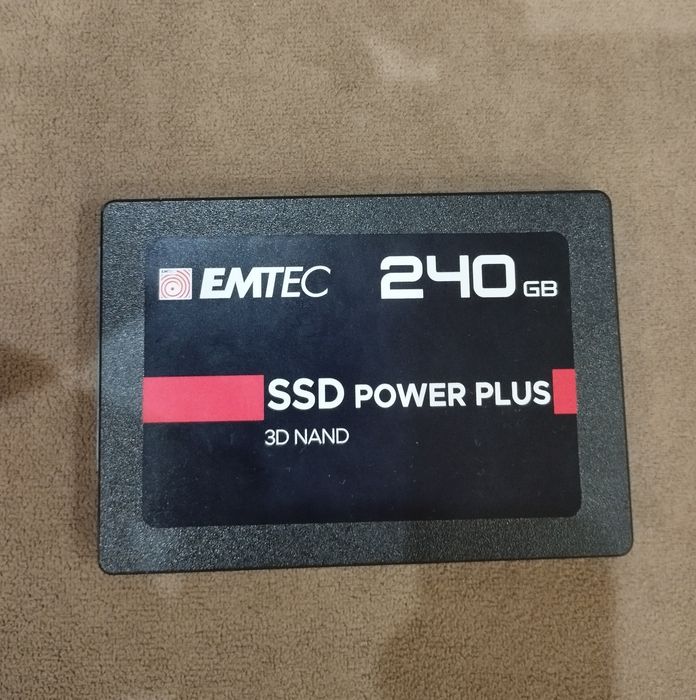 EMTEC 240 GB
SSD POWER PLUS
3D NAND